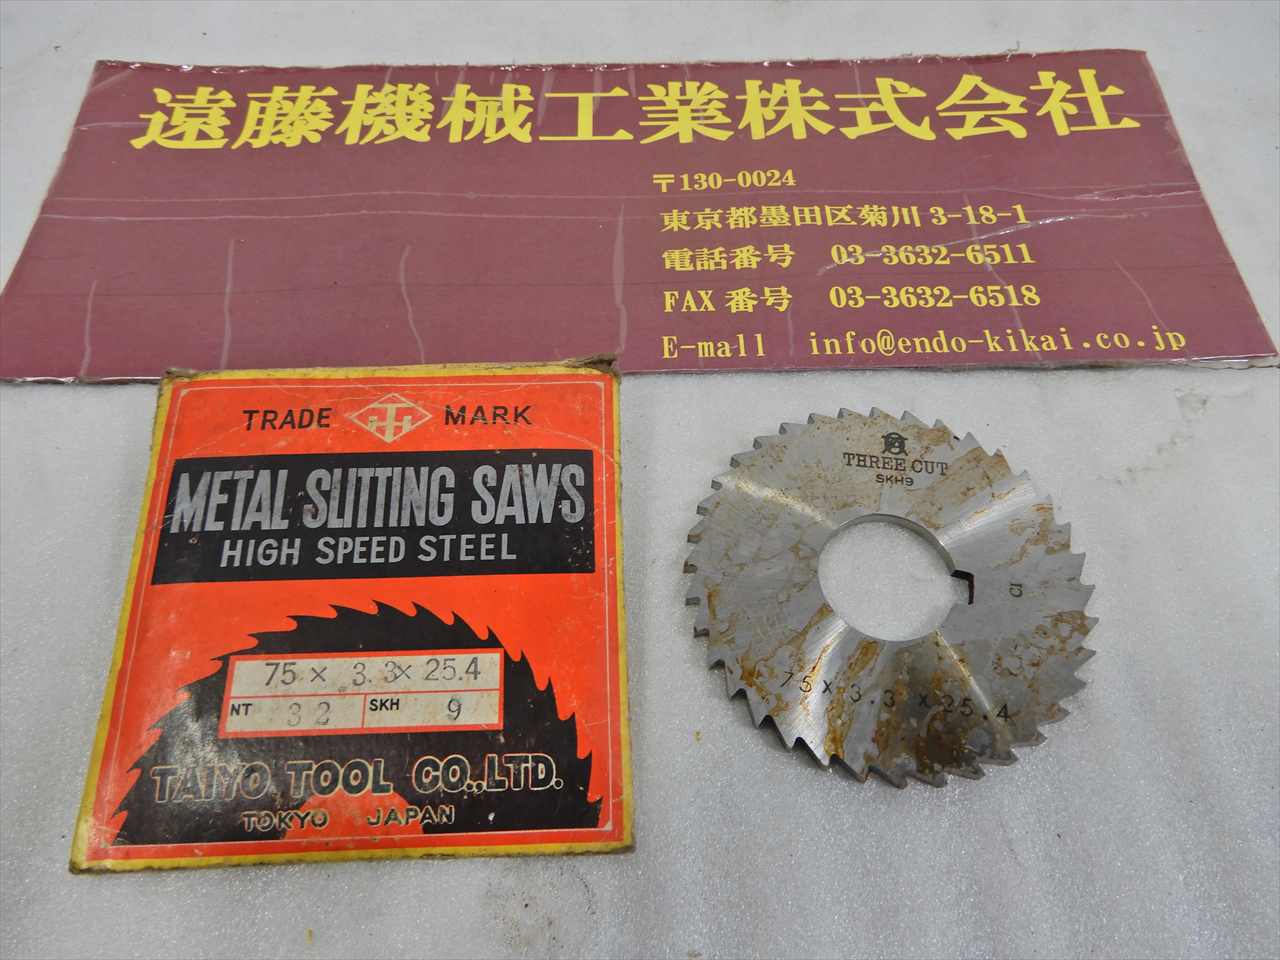 遠藤機械工業株式会社
〒130-0024
東京都墨田区菊川3-18-1
電話番号 03-3632-6511
FAX番号 03-3632-6518
E-mall info@endo-kikai.co.jp
TRADE MARK
METAL SLITTING SAWS
HIGH SPEED STEEL
75 × 3.3 × 25.4
NT 32 SKH 9
TAIYO TOOL CO.,LTD.
TOKYO JAPAN
THREE CUT
SKH9
75 × 3.3 × 25.4